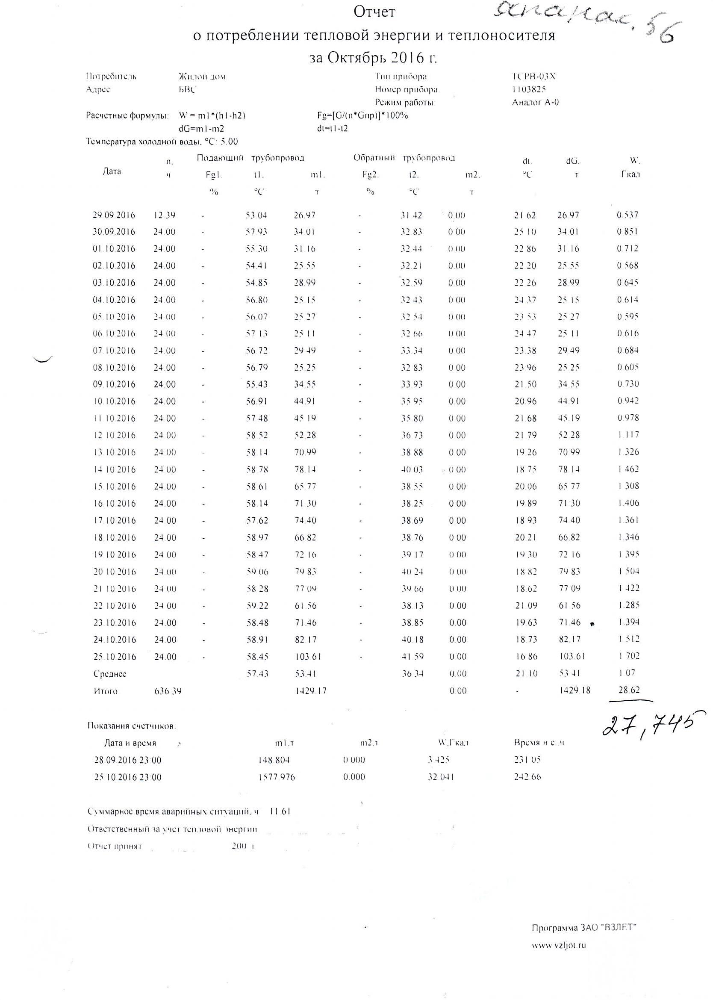 Отчет
о потреблении тепловой энергии и теплоносителя
за Октябрь 2016 г.
56
Потребитель Жилой дом Тип прибора ТСРВ-03Х
Адрес БВС Номер прибора 1103825
Режим работы Аналог А-0
Расчетные формулы: W = m1*(h1-h2) Fg=[G/(n*Gпр)]*100%
dG=m1-m2 dt=t1-t2
Температура холодной воды, °С: 5.00
Дата n, ч Подающий трубопровод Обратный трубопровод dt, °С dG, т W, Гкал
Fg1, % t1, °С m1, т Fg2, % t2, °С m2, т
29.09.2016 12.39 - 53.04 26.97 - 31.42 0.00 21.62 26.97 0.537
30.09.2016 24.00 - 57.93 34.01 - 32.83 0.00 25.10 34.01 0.851
01.10.2016 24.00 - 55.30 31.16 - 32.44 0.00 22.86 31.16 0.712
02.10.2016 24.00 - 54.41 25.55 - 32.21 0.00 22.20 25.55 0.568
03.10.2016 24.00 - 54.85 28.99 - 32.59 0.00 22.26 28.99 0.645
04.10.2016 24.00 - 56.80 25.15 - 32.43 0.00 24.37 25.15 0.614
05.10.2016 24.00 - 56.07 25.27 - 32.54 0.00 23.53 25.27 0.595
06.10.2016 24.00 - 57.13 25.11 - 32.66 0.00 24.47 25.11 0.616
07.10.2016 24.00 - 56.72 29.49 - 33.34 0.00 23.38 29.49 0.684
08.10.2016 24.00 - 56.79 25.25 - 32.83 0.00 23.96 25.25 0.605
09.10.2016 24.00 - 55.43 34.55 - 33.93 0.00 21.50 34.55 0.730
10.10.2016 24.00 - 56.91 44.91 - 35.95 0.00 20.96 44.91 0.942
11.10.2016 24.00 - 57.48 45.19 - 35.80 0.00 21.68 45.19 0.978
12.10.2016 24.00 - 58.52 52.28 - 36.73 0.00 21.79 52.28 1.117
13.10.2016 24.00 - 58.14 70.99 - 38.88 0.00 19.26 70.99 1.326
14.10.2016 24.00 - 58.78 78.14 - 40.03 0.00 18.75 78.14 1.462
15.10.2016 24.00 - 58.61 65.77 - 38.55 0.00 20.06 65.77 1.308
16.10.2016 24.00 - 58.14 71.30 - 38.25 0.00 19.89 71.30 1.406
17.10.2016 24.00 - 57.62 74.40 - 38.69 0.00 18.93 74.40 1.361
18.10.2016 24.00 - 58.97 66.82 - 38.76 0.00 20.21 66.82 1.346
19.10.2016 24.00 - 58.47 72.16 - 39.17 0.00 19.30 72.16 1.395
20.10.2016 24.00 - 59.06 79.83 - 40.24 0.00 18.82 79.83 1.504
21.10.2016 24.00 - 58.28 77.09 - 39.66 0.00 18.62 77.09 1.422
22.10.2016 24.00 - 59.22 61.56 - 38.13 0.00 21.09 61.56 1.285
23.10.2016 24.00 - 58.48 71.46 - 38.85 0.00 19.63 71.46 1.394
24.10.2016 24.00 - 58.91 82.17 - 40.18 0.00 18.73 82.17 1.512
25.10.2016 24.00 - 58.45 103.61 - 41.59 0.00 16.86 103.61 1.702
Среднее 57.43 53.41 36.34 0.00 21.10 53.41 1.07
Итого 636.39 1429.17 0.00 - 1429.18 28.62
27,745
Показания счетчиков:
Дата и время m1,т m2,т W,Гкал Время н.с.,ч
28.09.2016 23:00 148.804 0.000 3.425 231.05
25.10.2016 23:00 1577.976 0.000 32.041 242.66
Суммарное время аварийных ситуаций, ч 11.61
Ответственный за учет тепловой энергии
Отчет принят 200 г
Программа ЗАО "ВЗЛЕТ"
www.vzljot.ru